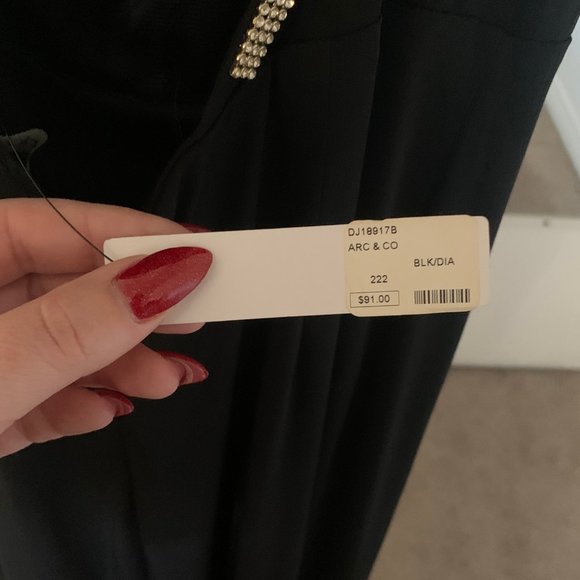 DJ18917B
ARC & CO
BLK/DIA
222
$91.00